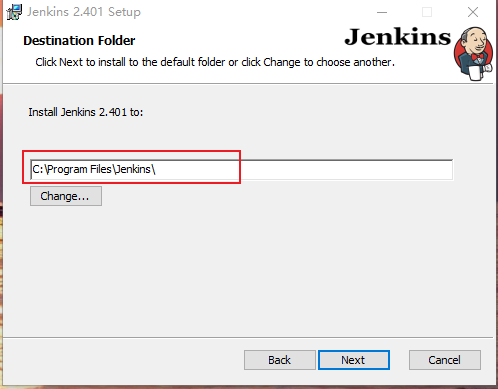 Jenkins 2.401 Setup
Destination Folder
Click Next to install to the default folder or click Change to choose another.
Jenkins
Install Jenkins 2.401 to:
C:\Program Files\Jenkins\
Change...
Back
Next
Cancel